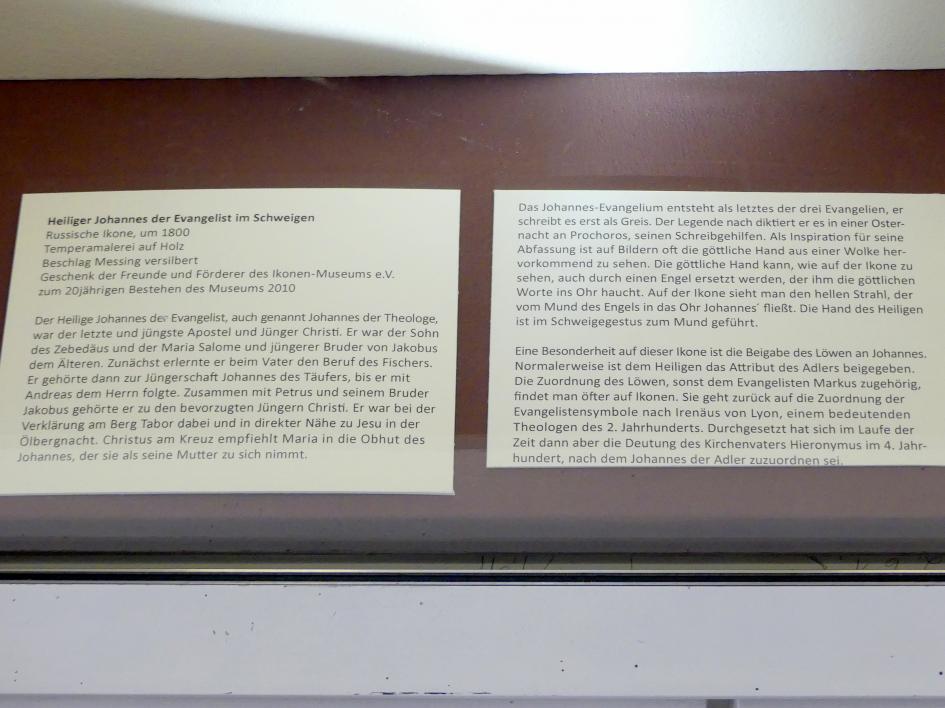 Heiliger Johannes der Evangelist im Schweigen
Russische Ikone, um 1800
Temperamalerei auf Holz
Beschlag Messing versilbert
Geschenk der Freunde und Förderer des Ikonen-Museums e.V.
zum 20jährigen Bestehen des Museums 2010
Der Heilige Johannes der Evangelist, auch genannt Johannes der Theologe,
war der letzte und jüngste Apostel und Jünger Christi. Er war der Sohn
des Zebedäus und der Maria Salome und jüngerer Bruder von Jakobus
dem Älteren. Zunächst erlernte er beim Vater den Beruf des Fischers.
Er gehörte dann zur Jüngerschaft Johannes des Täufers, bis er mit
Andreas dem Herrn folgte. Zusammen mit Petrus und seinem Bruder
Jakobus gehörte er zu den bevorzugten Jüngern Christi. Er war bei der
Verklärung am Berg Tabor dabei und in direkter Nähe zu Jesu in der
Ölbergnacht. Christus am Kreuz empfiehlt Maria in die Obhut des
Johannes, der sie als seine Mutter zu sich nimmt.
Das Johannes-Evangelium entsteht als letztes der drei Evangelien, er
schreibt es erst als Greis. Der Legende nach diktiert er es in einer Oster-
nacht an Prochoros, seinen Schreibgehilfen. Als Inspiration für seine
Abfassung ist auf Bildern oft die göttliche Hand aus einer Wolke her-
vorkommend zu sehen. Die göttliche Hand kann, wie auf der Ikone zu
sehen, auch durch einen Engel ersetzt werden, der ihm die göttlichen
Worte ins Ohr haucht. Auf der Ikone sieht man den hellen Strahl, der
vom Mund des Engels in das Ohr Johannes´ fließt. Die Hand des Heiligen
ist im Schweigegestus zum Mund geführt.
Eine Besonderheit auf dieser Ikone ist die Beigabe des Löwen an Johannes.
Normalerweise ist dem Heiligen das Attribut des Adlers beigegeben.
Die Zuordnung des Löwen, sonst dem Evangelisten Markus zugehörig,
findet man öfter auf Ikonen. Sie geht zurück auf die Zuordnung der
Evangelistensymbole nach Irenäus von Lyon, einem bedeutenden
Theologen des 2. Jahrhunderts. Durchgesetzt hat sich im Laufe der
Zeit dann aber die Deutung des Kirchenvaters Hieronymus im 4. Jahr-
hundert, nach dem Johannes der Adler zuzuordnen sei.